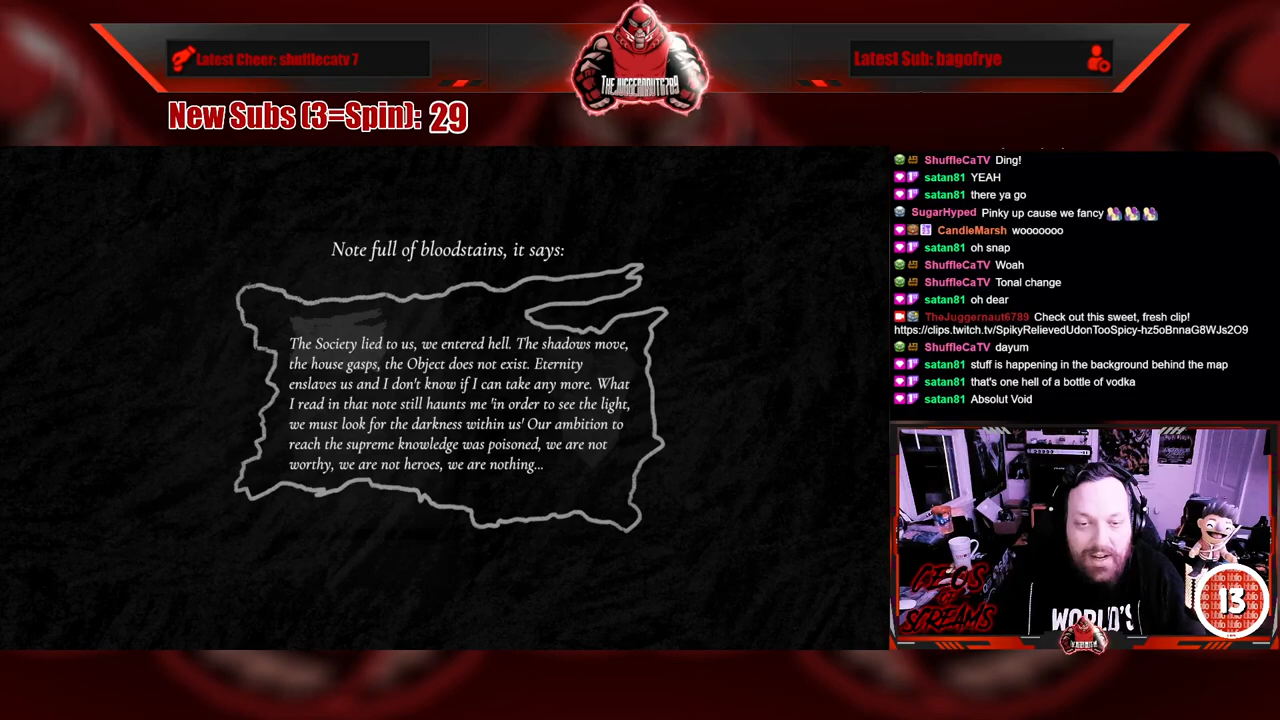 Latest Cheer: shufflecatv 7
THEJUGGERNAUT6789
Latest Sub: bagofrye
New Subs (3=Spin): 29
Note full of bloodstains, it says:
The Society lied to us, we entered hell. The shadows move,
the house gasps, the Object does not exist. Eternity
enslaves us and I don't know if I can take any more. What
I read in that note still haunts me 'in order to see the light,
we must look for the darkness within us' Our ambition to
reach the supreme knowledge was poisoned, we are not
worthy, we are not heroes, we are nothing...
ShuffleCaTV Ding!
satan81 YEAH
satan81 there ya go
SugarHyped Pinky up cause we fancy
CandleMarsh wooooooo
satan81 oh snap
ShuffleCaTV Woah
ShuffleCaTV Tonal change
satan81 oh dear
TheJuggernaut6789 Check out this sweet, fresh clip!
https://clips.twitch.tv/SpikyRelievedUdonTooSpicy-hz5oBnnaG8WJs2O9
ShuffleCaTV dayum
satan81 stuff is happening in the background behind the map
satan81 that's one hell of a bottle of vodka
satan81 Absolut Void
SCREAMS
WORLD'S
13